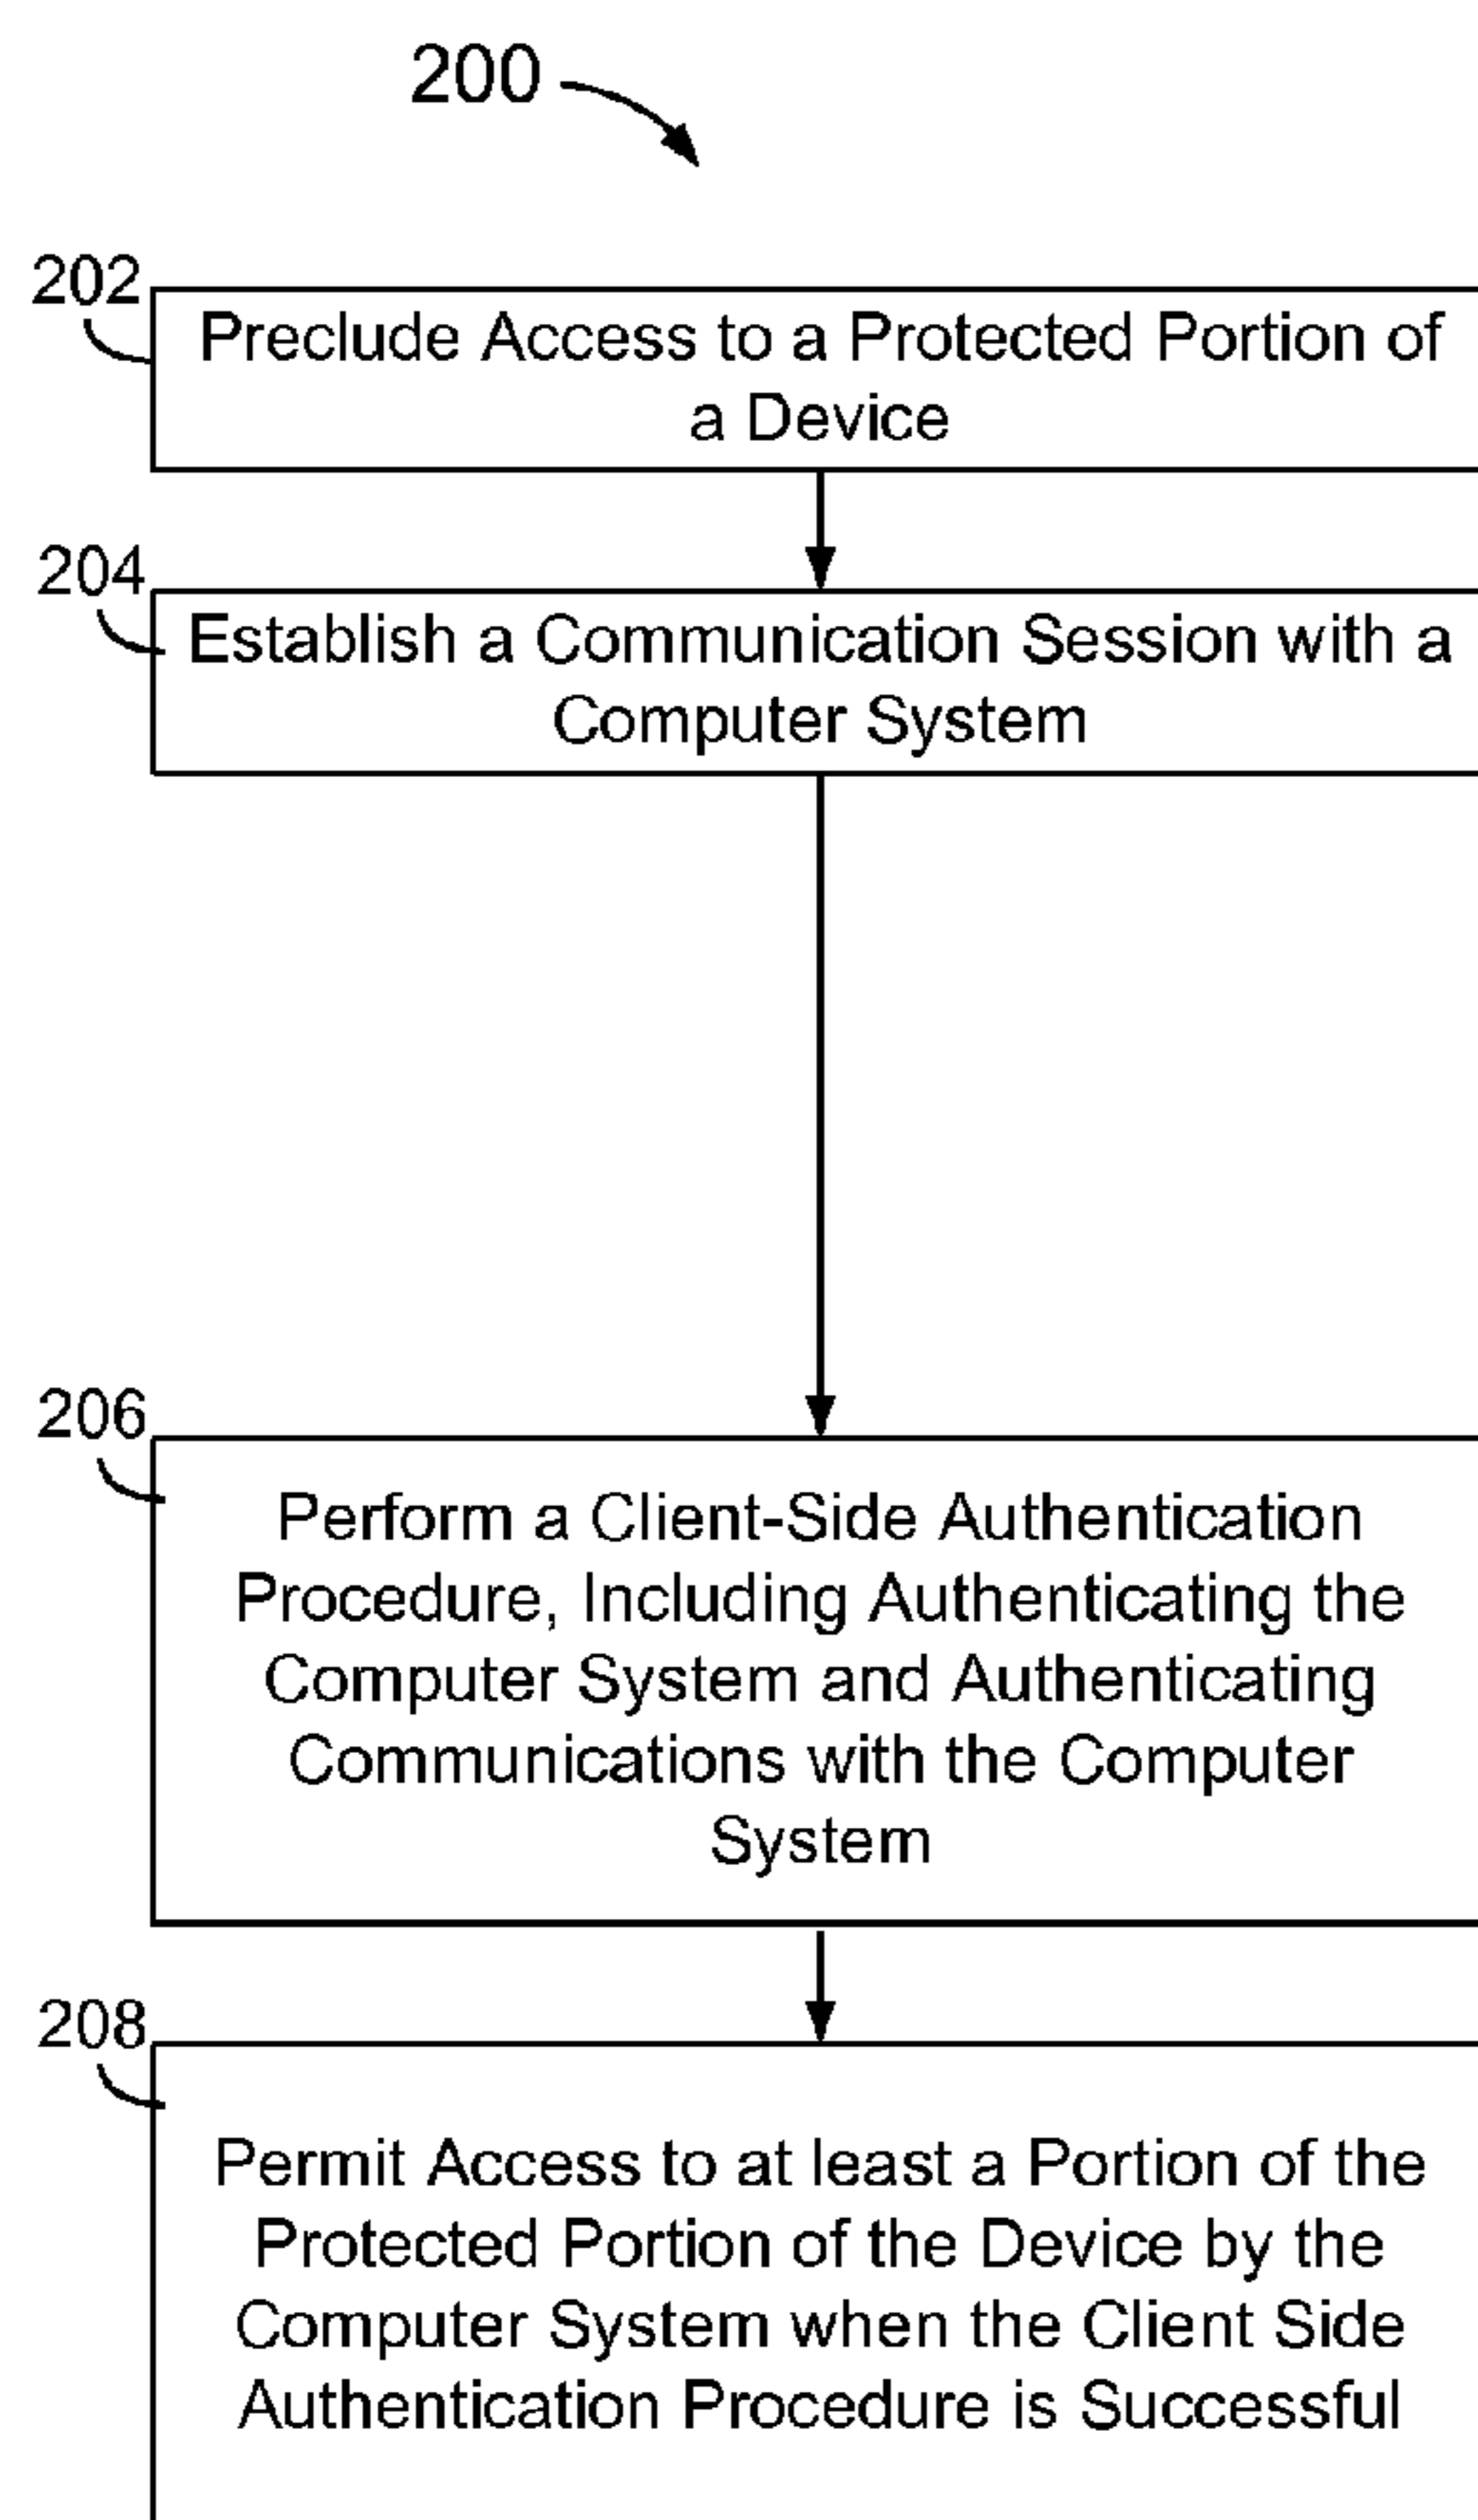 200
202
Preclude Access to a Protected Portion of
a Device
204
Establish a Communication Session with a
Computer System
206
Perform a Client-Side Authentication
Procedure, Including Authenticating the
Computer System and Authenticating
Communications with the Computer
System
208
Permit Access to at least a Portion of the
Protected Portion of the Device by the
Computer System when the Client Side
Authentication Procedure is Successful